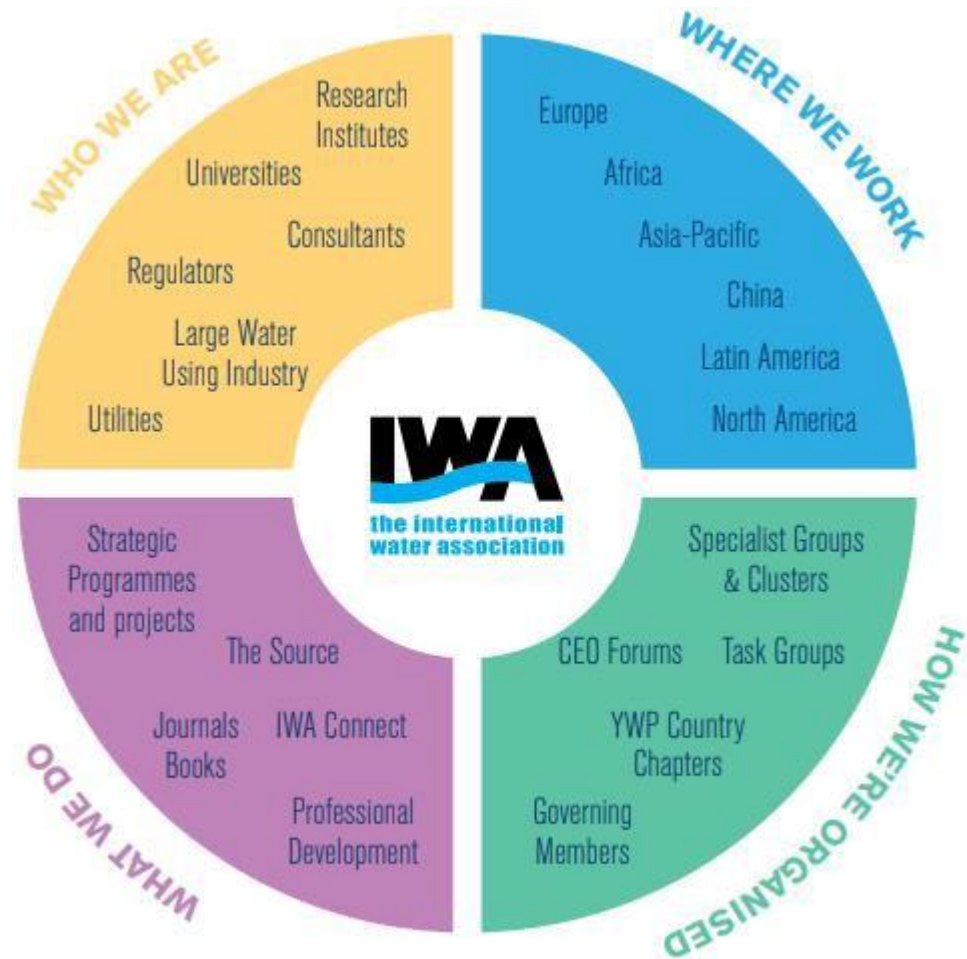 WHO WE ARE
Research
Institutes
Universities
Consultants
Regulators
Large Water
Using Industry
Utilities
WHERE WE WORK
Europe
Africa
Asia-Pacific
China
Latin America
North America
IWA
the international
water association
Strategic
Programmes
and projects
The Source
Journals
Books
IWA Connect
Professional
Development
WHAT WE DO
Specialist Groups
& Clusters
CEO Forums
Task Groups
YWP Country
Chapters
Governing
Members
HOW WE'RE ORGANISED